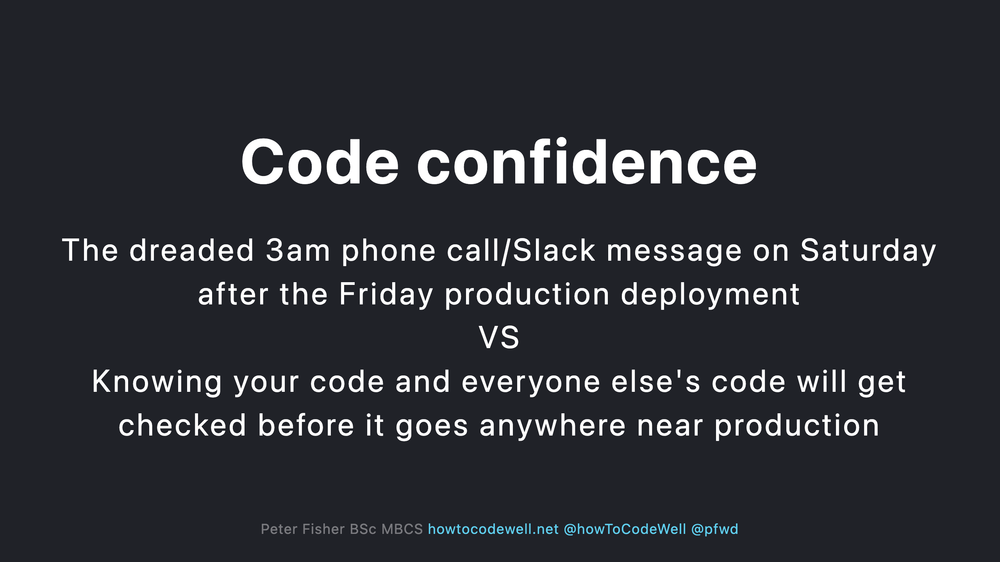 Code confidence
The dreaded 3am phone call/Slack message on Saturday
after the Friday production deployment
VS
Knowing your code and everyone else's code will get
checked before it goes anywhere near production
Peter Fisher BSc MBCS howtocodewell.net @howToCodeWell @pfwd